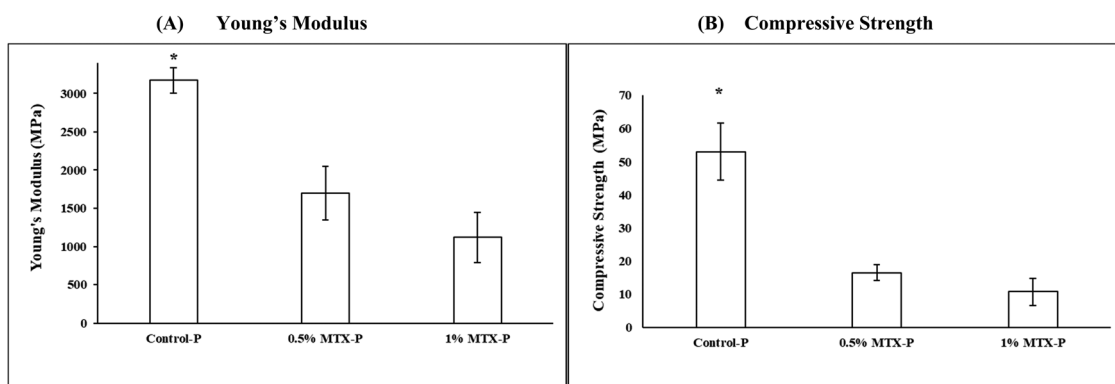 (A) Young's Modulus
*
3000
2500
2000
1500
1000
500
0
Young's Modulus (MPa)
Control-P 0.5% MTX-P 1% MTX-P
(B) Compressive Strength
*
70
60
50
40
30
20
10
0
Compressive Strength (MPa)
Control-P 0.5% MTX-P 1% MTX-P